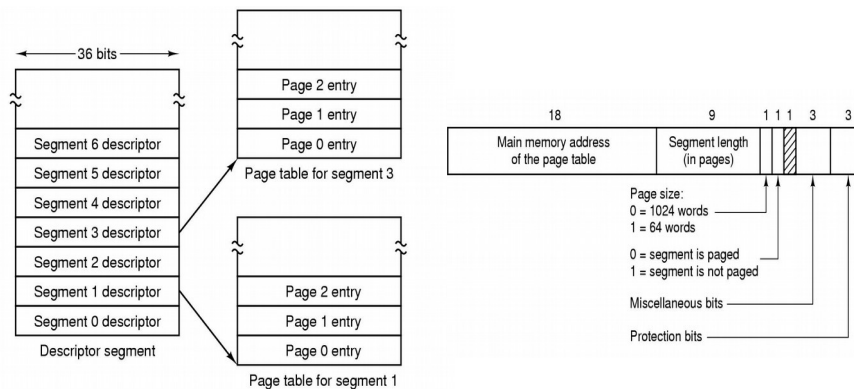 36 bits
Segment 6 descriptor
Segment 5 descriptor
Segment 4 descriptor
Segment 3 descriptor
Segment 2 descriptor
Segment 1 descriptor
Segment 0 descriptor
Descriptor segment
Page 2 entry
Page 1 entry
Page 0 entry
Page table for segment 3
Page 2 entry
Page 1 entry
Page 0 entry
Page table for segment 1
18 9 1 1 1 3 3
Main memory address
of the page table
Segment length
(in pages)
Page size:
0 = 1024 words
1 = 64 words
0 = segment is paged
1 = segment is not paged
Miscellaneous bits
Protection bits